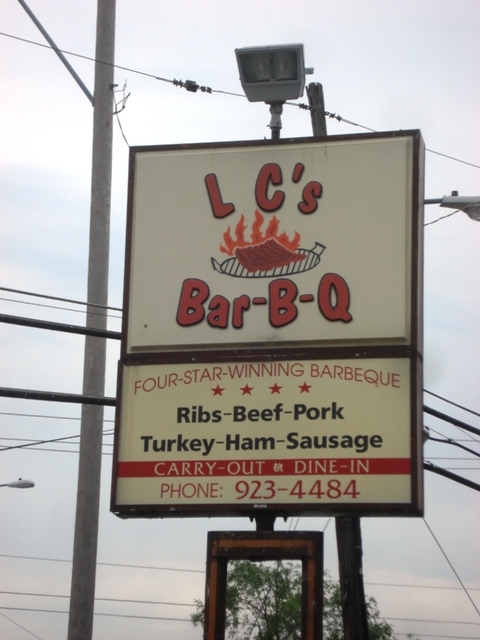 L C's
Bar-B-Q
FOUR-STAR-WINNING BARBEQUE
Ribs-Beef-Pork
Turkey-Ham-Sausage
CARRY-OUT OR DINE-IN
PHONE: 923-4484